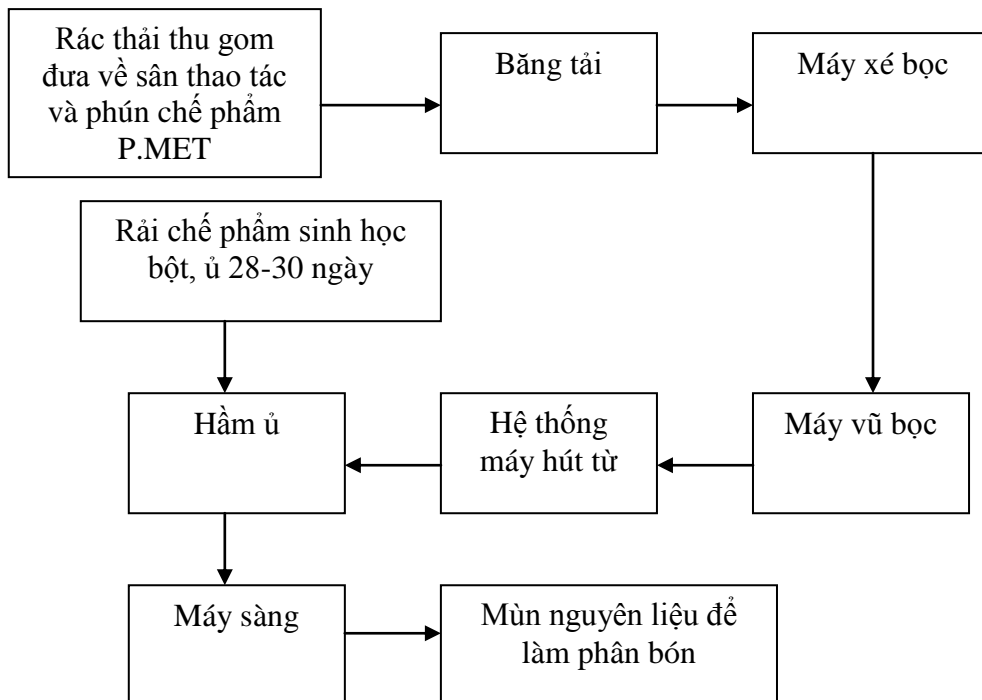 Rác thải thu gom
đưa về sân thao tác
và phún chế phẩm
P.MET
Băng tải
Máy xé bọc
Rải chế phẩm sinh học
bột, ủ 28-30 ngày
Hầm ủ
Hệ thống
máy hút từ
Máy vũ bọc
Máy sàng
Mùn nguyên liệu để
làm phân bón